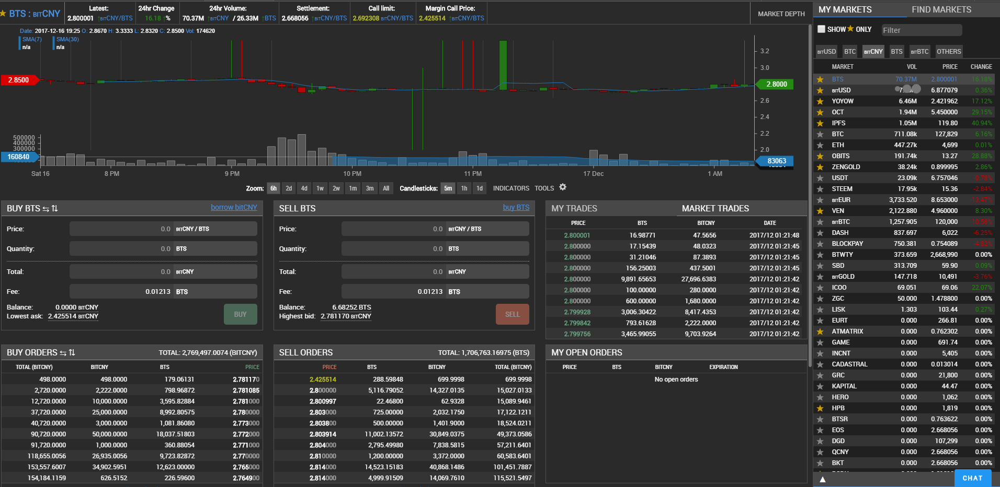 BTS : BITCNY
Latest:
2.800001 ↑BITCNY/BTS
24hr Change
16.18 ↑%
24hr Volume:
70.37M ↑BITCNY / 26.33M ↑BTS
Settlement:
2.668056 ↑BITCNY/BTS
Call limit:
2.692308 BITCNY/BTS
Margin Call Price:
2.425514 ↑BITCNY/BTS
MARKET DEPTH
Date: 2017-12-16 19:25 O: 2.8670 H: 3.3333 L: 2.8320 C: 2.8500 Vol: 174620
SMA(7) SMA(30)
n/a n/a
3.2
3.0
2.8500
2.8000
2.6
2.4
2.2
2.0
500000
400000
300000
160840
83063
Sat 16 8 PM 9 PM 10 PM 11 PM 17 Dec 1 AM
Zoom: 6h 2d 4d 1w 2w 1m 3m All Candlesticks: 5m 1h 1d INDICATORS TOOLS
BUY BTS ⇆ ⇅ borrow bitCNY
Price: 0.0 BITCNY / BTS
Quantity: 0.0 BTS
Total: 0.0 BITCNY
Fee: 0.01213 BTS
Balance: 0.0000 BITCNY
Lowest ask: 2.425514 BITCNY
BUY
SELL BTS buy BTS
Price: 0.0 BITCNY / BTS
Quantity: 0.0 BTS
Total: 0.0 BITCNY
Fee: 0.01213 BTS
Balance: 6.68252 BTS
Highest bid: 2.781170 BITCNY
SELL
MY TRADES MARKET TRADES
PRICE BTS BITCNY DATE
2.800001 16.98771 47.5656 2017/12 01:21:48
2.800000 17.15439 48.0323 2017/12 01:21:45
2.800000 31.21046 87.3893 2017/12 01:21:45
2.800000 156.25003 437.5001 2017/12 01:21:45
2.800000 9,891.65653 27,696.6383 2017/12 01:21:42
2.800000 100.00000 280.0000 2017/12 01:21:42
2.800000 600.00000 1,680.0000 2017/12 01:21:42
2.799928 3,006.30422 8,417.4353 2017/12 01:21:42
2.799842 793.61628 2,222.0000 2017/12 01:21:42
2.799756 3,465.99055 9,703.9264 2017/12 01:21:42
BUY ORDERS ⇆ ⇅ TOTAL: 2,769,497.0074 (BITCNY)
TOTAL (BITCNY) BITCNY BTS PRICE
498.0000 498.0000 179.06131 2.781170
2,720.0000 2,222.0000 798.96872 2.781085
12,720.0000 10,000.0000 3,595.82884 2.781000
37,720.0000 25,000.0000 8,992.80575 2.780000
40,720.0000 3,000.0000 1,081.86080 2.773000
90,720.0000 50,000.0000 18,037.51803 2.772000
91,720.0000 1,000.0000 360.88054 2.771000
118,655.0056 26,935.0056 9,723.82872 2.770000
153,557.6007 34,902.5951 12,623.00000 2.765000
154,184.1159 626.5152 226.59600 2.764900
SELL ORDERS TOTAL: 1,706,763.16975 (BTS)
PRICE BTS BITCNY TOTAL (BITCNY)
2.425514 288.59848 699.9998 699.9998
2.800000 5,116.79052 14,327.0135 15,027.0133
2.800997 22.46800 62.9328 15,089.9461
2.803000 725.00000 2,032.1750 17,122.1211
2.803800 500.00000 1,401.9000 18,524.0211
2.803914 11,002.13572 30,849.0375 49,373.0586
2.804000 2,795.49980 7,838.5815 57,211.6401
2.810000 1,200.00000 3,372.0000 60,583.6401
2.814000 14,523.15183 40,868.1486 101,451.7887
2.814000 4,999.91509 14,069.7610 115,521.5497
MY OPEN ORDERS
PRICE BTS BITCNY EXPIRATION
No open orders
MY MARKETS FIND MARKETS
SHOW ★ ONLY Filter
BITUSD BTC BITCNY BTS BITBTC OTHERS
MARKET VOL PRICE CHANGE
BTS 70.37M 2.800001 16.18%
BITUSD 6.877079 0.36%
YOYOW 6.46M 2.421962 17.12%
OCT 1.94M 5.450000 29.15%
IPFS 1.05M 119.80 40.94%
BTC 711.08k 127,829 6.16%
ETH 447.27k 4,699 0.01%
OBITS 191.74k 13.27 28.88%
ZENGOLD 38.24k 0.899995 2.86%
USDT 23.09k 6.757046 -0.78%
STEEM 17.95k 15.36 -2.84%
BITEUR 3,733.520 8.653000 -13.47%
VEN 2,122.880 4.960000 8.30%
BITBTC 1,257.905 120,000 -10.58%
DASH 837.697 6,022 -6.25%
BLOCKPAY 750.381 0.754089 -4.82%
BTWTY 373.659 2,668,990 0.00%
SBD 313.709 59.90 0.09%
BITGOLD 147.718 10,491 -3.76%
ICOO 69.051 69.06 22.07%
ZGC 50.000 1.478800 0.00%
LISK 1.303 103.44 0.27%
EURT 0.000 266.81 0.00%
ATMATRIX 0.000 0.762302 0.00%
GAME 0.000 691.74 0.00%
INCNT 0.000 5,405 0.00%
CADASTRAL 0.000 0.013014 0.00%
GRC 0.000 21,800 0.00%
KAPITAL 0.000 44.47 0.00%
HERO 0.000 1,062 0.00%
HPB 0.000 1,819 0.00%
BTSR 0.000 0.763622 0.00%
EOS 0.000 2.668056 0.00%
DGD 0.000 107,299 0.00%
QCNY 0.000 2.668056 0.00%
BKT 0.000 2.668056 0.00%
CHAT